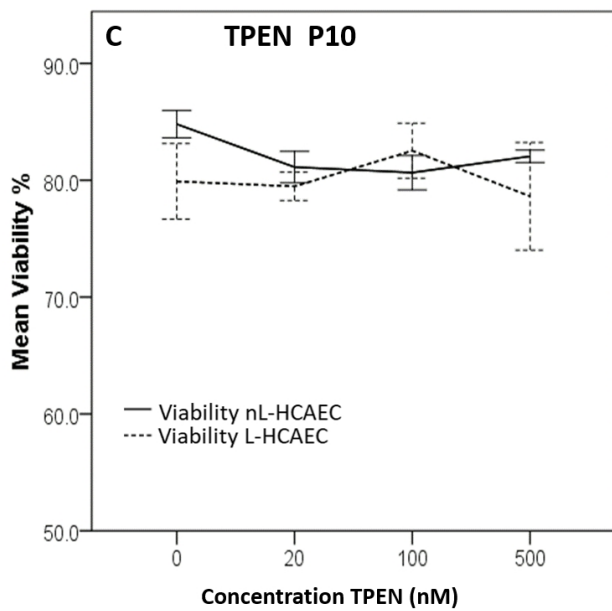 C TPEN P10
90.0
80.0
70.0
60.0
50.0
Mean Viability %
Viability nL-HCAEC
Viability L-HCAEC
0 20 100 500
Concentration TPEN (nM)